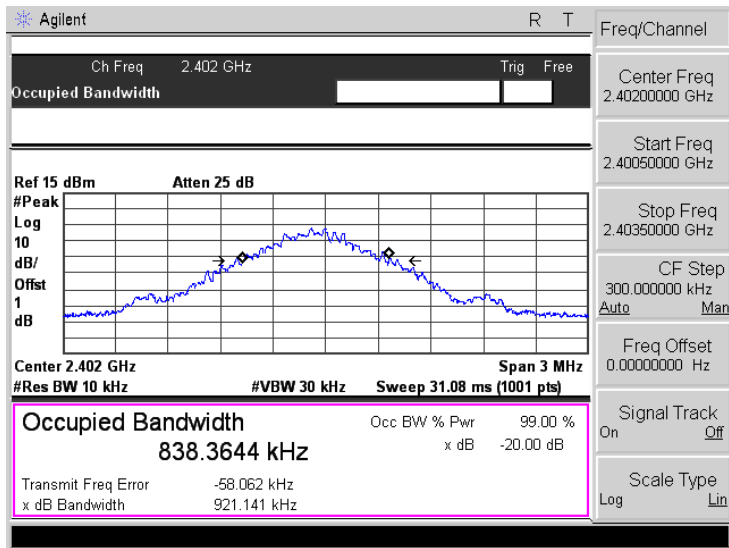 Agilent R T
Ch Freq 2.402 GHz Trig Free
Occupied Bandwidth
Ref 15 dBm Atten 25 dB
#Peak
Log
10
dB/
Offst
1
dB
Center 2.402 GHz Span 3 MHz
#Res BW 10 kHz #VBW 30 kHz Sweep 31.08 ms (1001 pts)
Occupied Bandwidth Occ BW % Pwr 99.00 %
838.3644 kHz x dB -20.00 dB
Transmit Freq Error -58.062 kHz
x dB Bandwidth 921.141 kHz
Freq/Channel
Center Freq
2.40200000 GHz
Start Freq
2.40050000 GHz
Stop Freq
2.40350000 GHz
CF Step
300.000000 kHz
Auto Man
Freq Offset
0.00000000 Hz
Signal Track
On Off
Scale Type
Log Lin